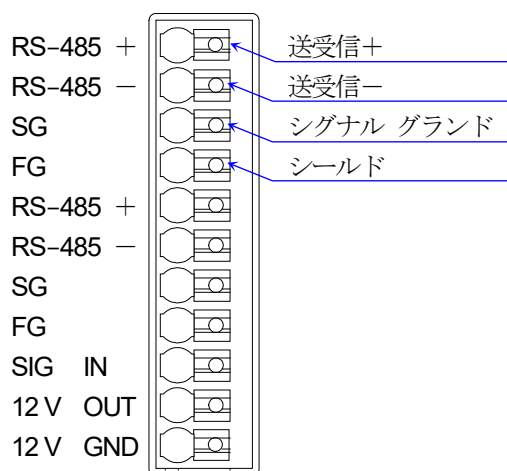 RS-485 + 送受信+
RS-485 - 送受信-
SG シグナル グランド
FG シールド
RS-485 +
RS-485 -
SG
FG
SIG IN
12 V OUT
12 V GND